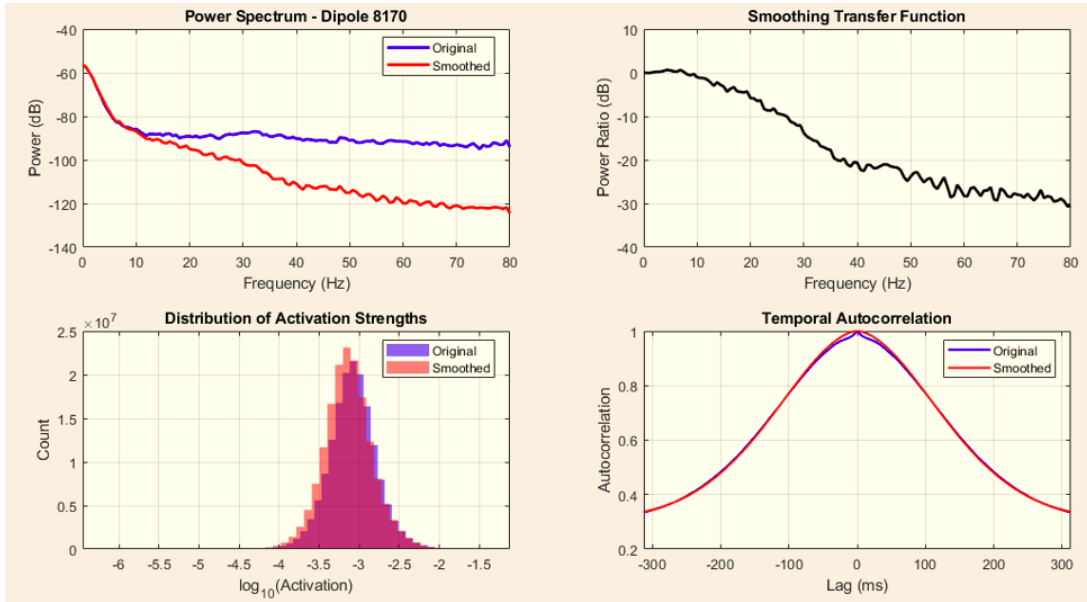 Power Spectrum - Dipole 8170
-40
-60
-80
-100
-120
-140
Power (dB)
Original
Smoothed
0 10 20 30 40 50 60 70 80
Frequency (Hz)
Smoothing Transfer Function
10
0
-10
-20
-30
-40
Power Ratio (dB)
0 10 20 30 40 50 60 70 80
Frequency (Hz)
Distribution of Activation Strengths
×10⁷
2.5
2
1.5
1
0.5
0
Count
Original
Smoothed
-6 -5.5 -5 -4.5 -4 -3.5 -3 -2.5 -2 -1.5
log₁₀(Activation)
Temporal Autocorrelation
1
0.8
0.6
0.4
0.2
Autocorrelation
Original
Smoothed
-300 -200 -100 0 100 200 300
Lag (ms)